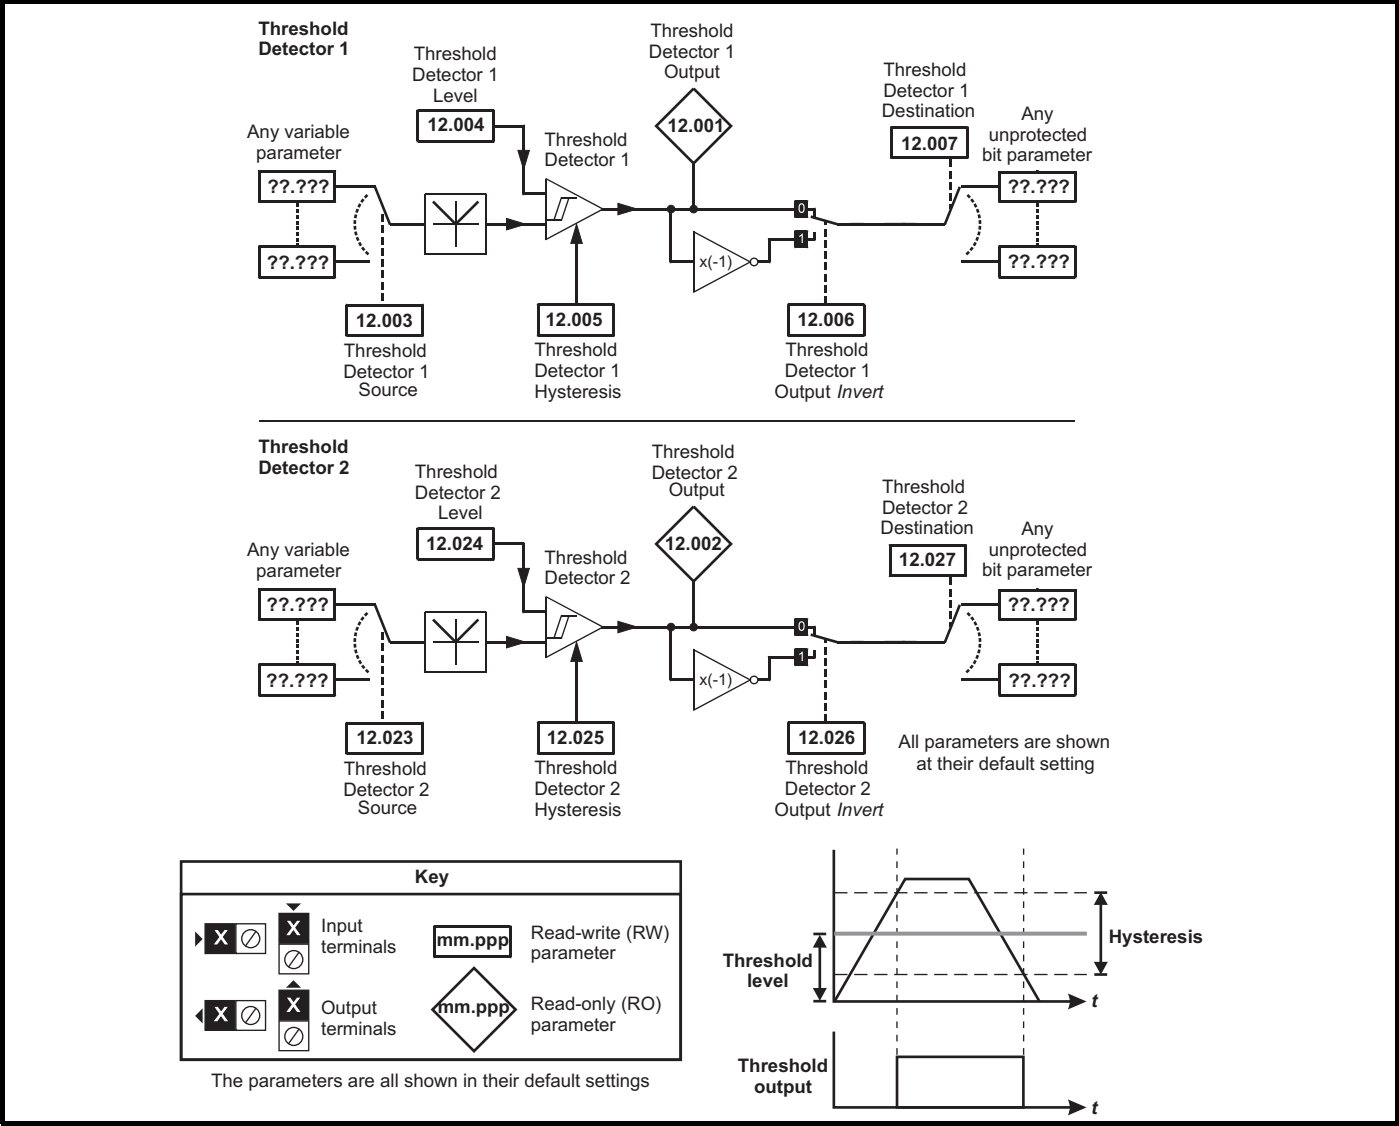 Threshold
Detector 1
Threshold
Detector 1
Level
12.004
Threshold
Detector 1
Output
12.001
Threshold
Detector 1
Destination
12.007
Any
unprotected
bit parameter
??.???
??.???
Any variable
parameter
??.???
??.???
Threshold
Detector 1
0
1
x(-1)
12.003
Threshold
Detector 1
Source
12.005
Threshold
Detector 1
Hysteresis
12.006
Threshold
Detector 1
Output Invert
Threshold
Detector 2
Threshold
Detector 2
Level
12.024
Threshold
Detector 2
Output
12.002
Threshold
Detector 2
Destination
12.027
Any
unprotected
bit parameter
??.???
??.???
Any variable
parameter
??.???
??.???
Threshold
Detector 2
0
1
x(-1)
12.023
Threshold
Detector 2
Source
12.025
Threshold
Detector 2
Hysteresis
12.026
Threshold
Detector 2
Output Invert
All parameters are shown
at their default setting
Key
X
X
Input
terminals
mm.ppp
Read-write (RW)
parameter
X
X
Output
terminals
mm.ppp
Read-only (RO)
parameter
The parameters are all shown in their default settings
Threshold
level
Hysteresis
t
Threshold
output
t